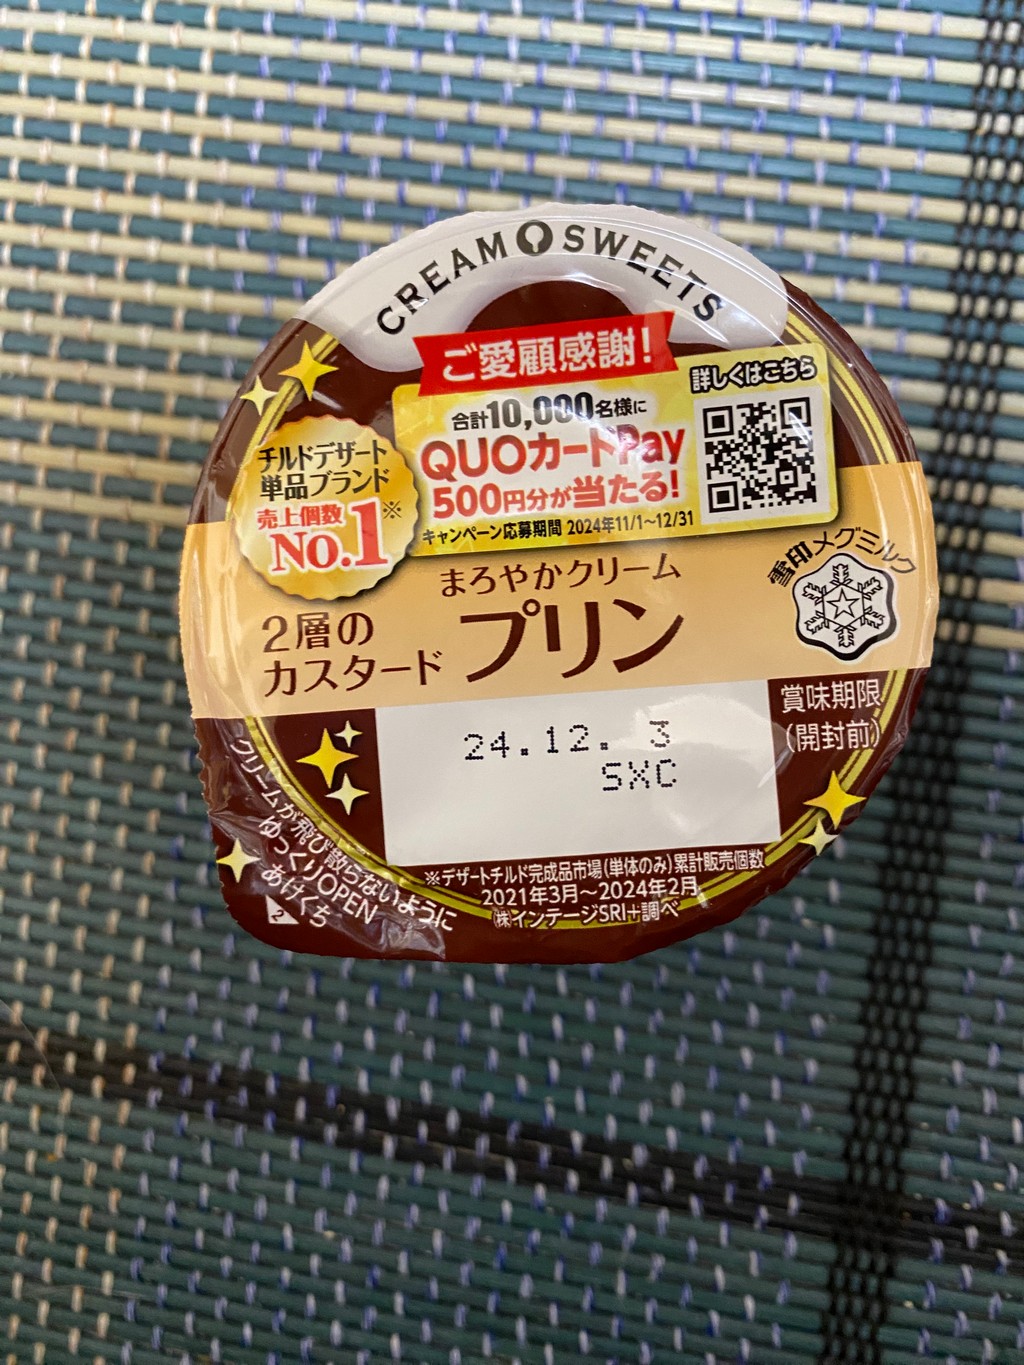 CREAM SWEETS
ご愛顧感謝!
詳しくはこちら
合計10,000名様に
QUOカードPay
500円分が当たる!
キャンペーン応募期間 2024年11/1~12/31
チルドデザート
単品ブランド
売上個数
No.1※
雪印メグミルク
まろやかクリーム
2層の
カスタード
プリン
賞味期限
(開封前)
24.12. 3
SXC
クリームが飛び散らないように
ゆっくりOPEN
あけくち
※デザートチルド完成品市場(単体のみ)累計販売個数
2021年3月~2024年2月
(株)インテージSRI+調べ